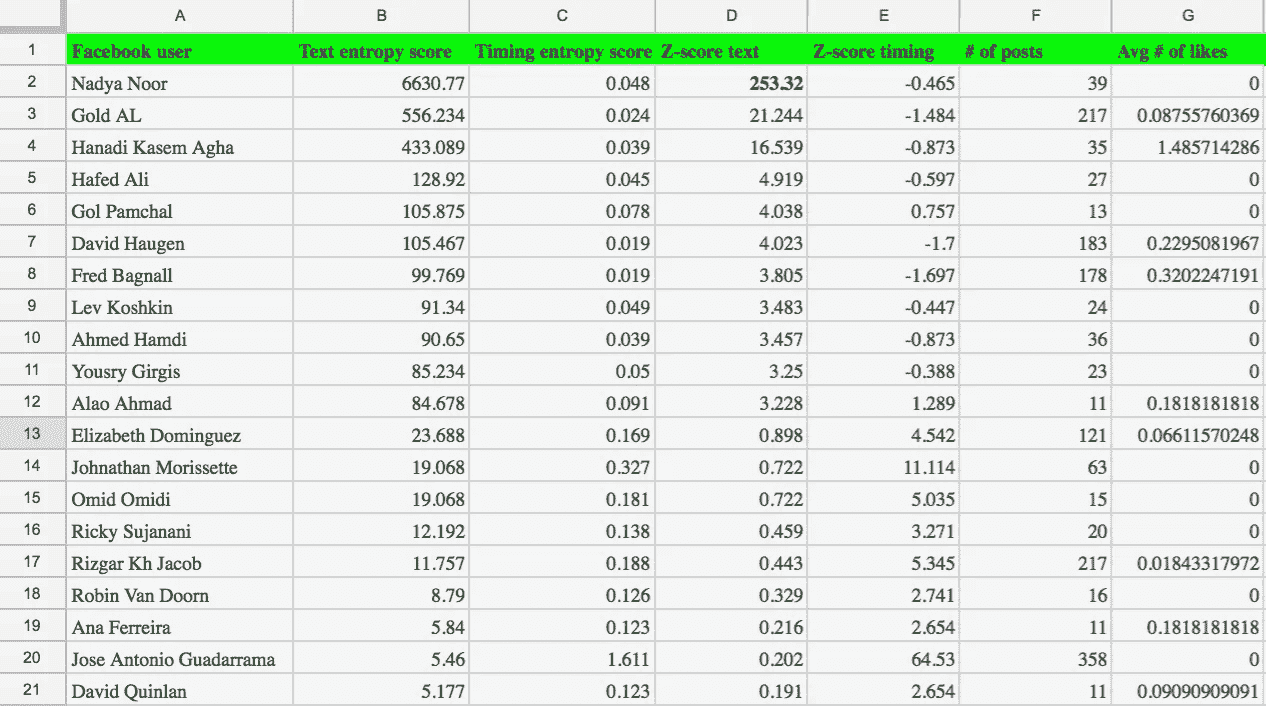 A B C D E F G
1 Facebook user Text entropy score Timing entropy score Z-score text Z-score timing # of posts Avg # of likes
2 Nadya Noor 6630.77 0.048 253.32 -0.465 39 0
3 Gold AL 556.234 0.024 21.244 -1.484 217 0.08755760369
4 Hanadi Kasem Agha 433.089 0.039 16.539 -0.873 35 1.485714286
5 Hafed Ali 128.92 0.045 4.919 -0.597 27 0
6 Gol Pamchal 105.875 0.078 4.038 0.757 13 0
7 David Haugen 105.467 0.019 4.023 -1.7 183 0.2295081967
8 Fred Bagnall 99.769 0.019 3.805 -1.697 178 0.3202247191
9 Lev Koshkin 91.34 0.049 3.483 -0.447 24 0
10 Ahmed Hamdi 90.65 0.039 3.457 -0.873 36 0
11 Yousry Girgis 85.234 0.05 3.25 -0.388 23 0
12 Alao Ahmad 84.678 0.091 3.228 1.289 11 0.1818181818
13 Elizabeth Dominguez 23.688 0.169 0.898 4.542 121 0.06611570248
14 Johnathan Morissette 19.068 0.327 0.722 11.114 63 0
15 Omid Omidi 19.068 0.181 0.722 5.035 15 0
16 Ricky Sujanani 12.192 0.138 0.459 3.271 20 0
17 Rizgar Kh Jacob 11.757 0.188 0.443 5.345 217 0.01843317972
18 Robin Van Doorn 8.79 0.126 0.329 2.741 16 0
19 Ana Ferreira 5.84 0.123 0.216 2.654 11 0.1818181818
20 Jose Antonio Guadarrama 5.46 1.611 0.202 64.53 358 0
21 David Quinlan 5.177 0.123 0.191 2.654 11 0.09090909091